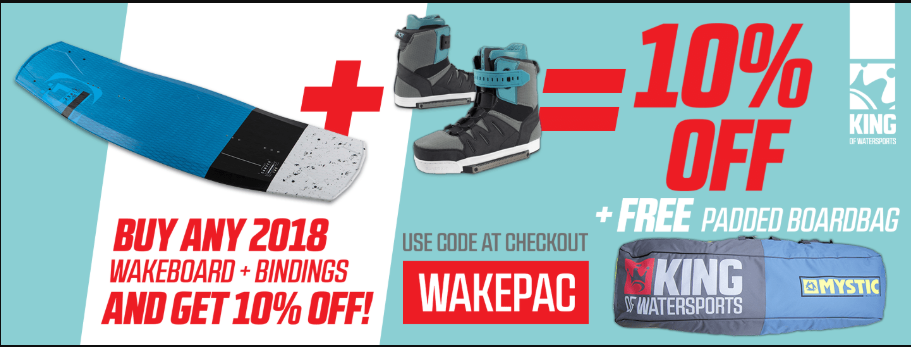 +
=
10%
OFF
+ FREE PADDED BOARDBAG
KING
OF WATERSPORTS
BUY ANY 2018
WAKEBOARD + BINDINGS
AND GET 10% OFF!
USE CODE AT CHECKOUT
WAKEPAC
KING
OF WATERSPORTS
MYSTIC